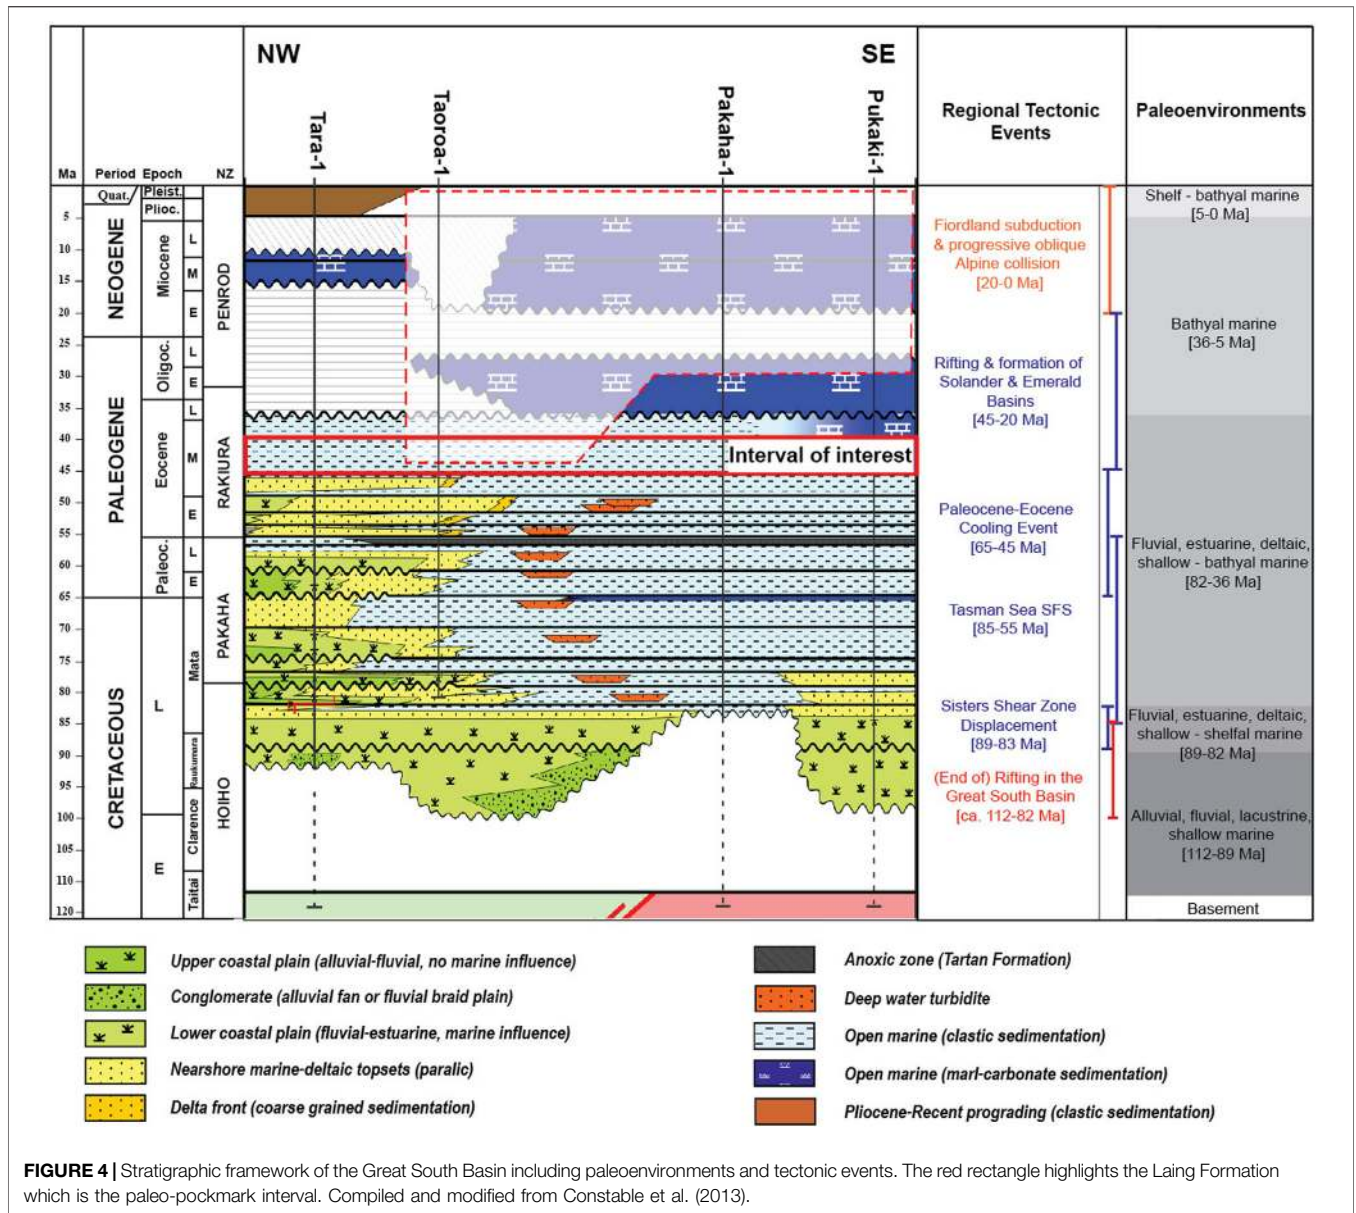 NW
SE
Tara-1
Taoroa-1
Pakaha-1
Pukaki-1
Regional Tectonic
Events
Paleoenvironments
Ma
Period
Epoch
NZ
5
10
15
20
25
30
35
40
45
50
55
60
65
70
75
80
85
90
95
100
105
110
120
Quat.
NEOGENE
PALEOGENE
CRETACEOUS
Pleist.
Plioc.
Miocene
Oligoc.
Eocene
Paleoc.
L
E
L
M
E
L
E
L
M
E
L
E
Mata
Raukumara
Clarence
Taitai
PENROD
RAKIURA
PAKAHA
HOIHO
Interval of interest
Fiordland subduction
& progressive oblique
Alpine collision
[20-0 Ma]
Rifting & formation of
Solander & Emerald
Basins
[45-20 Ma]
Paleocene-Eocene
Cooling Event
[65-45 Ma]
Tasman Sea SFS
[85-55 Ma]
Sisters Shear Zone
Displacement
[89-83 Ma]
(End of) Rifting in the
Great South Basin
[ca. 112-82 Ma]
Shelf - bathyal marine
[5-0 Ma]
Bathyal marine
[36-5 Ma]
Fluvial, estuarine, deltaic,
shallow - bathyal marine
[82-36 Ma]
Fluvial, estuarine, deltaic,
shallow - shelfal marine
[89-82 Ma]
Alluvial, fluvial, lacustrine,
shallow marine
[112-89 Ma]
Basement
Upper coastal plain (alluvial-fluvial, no marine influence)
Conglomerate (alluvial fan or fluvial braid plain)
Lower coastal plain (fluvial-estuarine, marine influence)
Nearshore marine-deltaic topsets (paralic)
Delta front (coarse grained sedimentation)
Anoxic zone (Tartan Formation)
Deep water turbidite
Open marine (clastic sedimentation)
Open marine (marl-carbonate sedimentation)
Pliocene-Recent prograding (clastic sedimentation)
FIGURE 4 | Stratigraphic framework of the Great South Basin including paleoenvironments and tectonic events. The red rectangle highlights the Laing Formation
which is the paleo-pockmark interval. Compiled and modified from Constable et al. (2013).